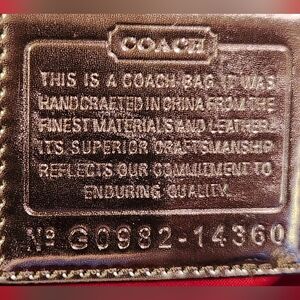 COACH
THIS IS A COACH BAG. IT WAS
HANDCRAFTED IN CHINA FROM THE
FINEST MATERIALS AND LEATHER.
ITS SUPERIOR CRAFTSMANSHIP
REFLECTS OUR COMMITMENT TO
ENDURING QUALITY.
Nº G0982-14360